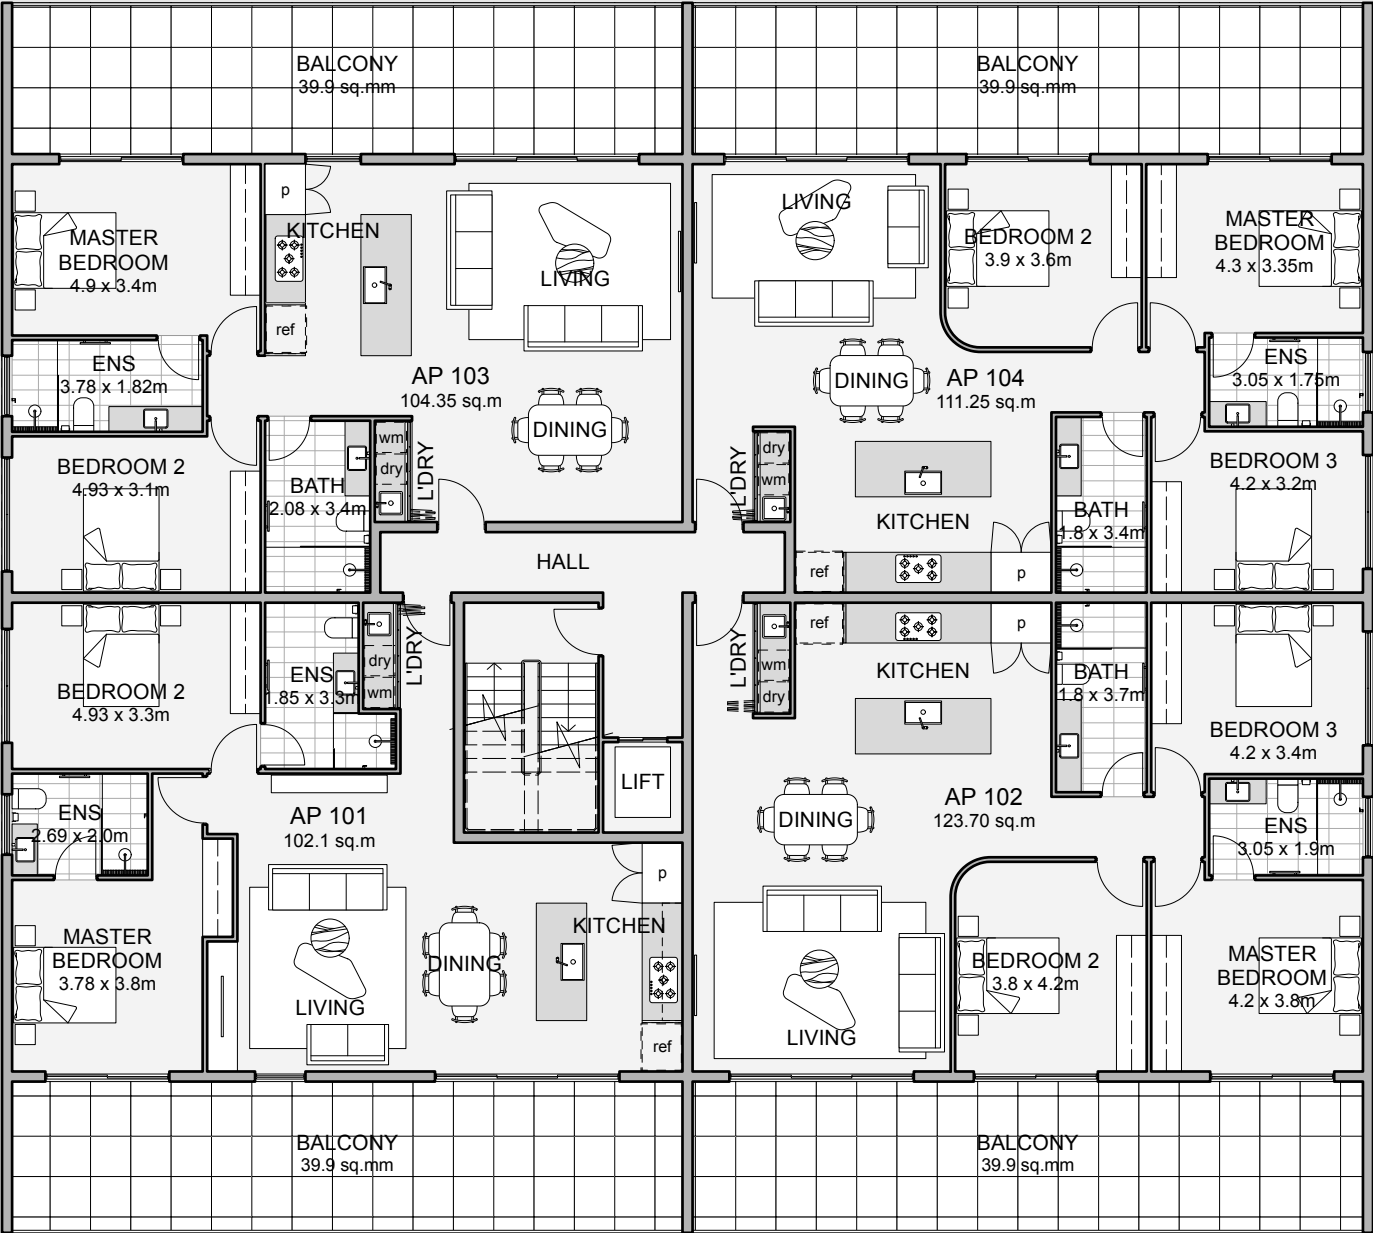 BALCONY
39.9 sq.mm
BALCONY
39.9 sq.mm
MASTER
BEDROOM
4.9 x 3.4m
p
KITCHEN
ref
LIVING
ENS
3.78 x 1.82m
AP 103
104.35 sq.m
DINING
BEDROOM 2
4.93 x 3.1m
BATH
2.08 x 3.4m
wm
dry
L'DRY
LIVING
BEDROOM 2
3.9 x 3.6m
MASTER
BEDROOM
4.3 x 3.35m
DINING
AP 104
111.25 sq.m
ENS
3.05 x 1.75m
L'DRY
dry
wm
KITCHEN
ref
p
BATH
1.8 x 3.4m
BEDROOM 3
4.2 x 3.2m
HALL
BEDROOM 2
4.93 x 3.3m
ENS
1.85 x 3.3m
dry
wm
L'DRY
LIFT
ENS
2.69 x 2.0m
AP 101
102.1 sq.m
MASTER
BEDROOM
3.78 x 3.8m
LIVING
DINING
KITCHEN
p
ref
L'DRY
wm
dry
ref
KITCHEN
p
BATH
1.8 x 3.7m
BEDROOM 3
4.2 x 3.4m
DINING
AP 102
123.70 sq.m
ENS
3.05 x 1.9m
LIVING
BEDROOM 2
3.8 x 4.2m
MASTER
BEDROOM
4.2 x 3.8m
BALCONY
39.9 sq.mm
BALCONY
39.9 sq.mm